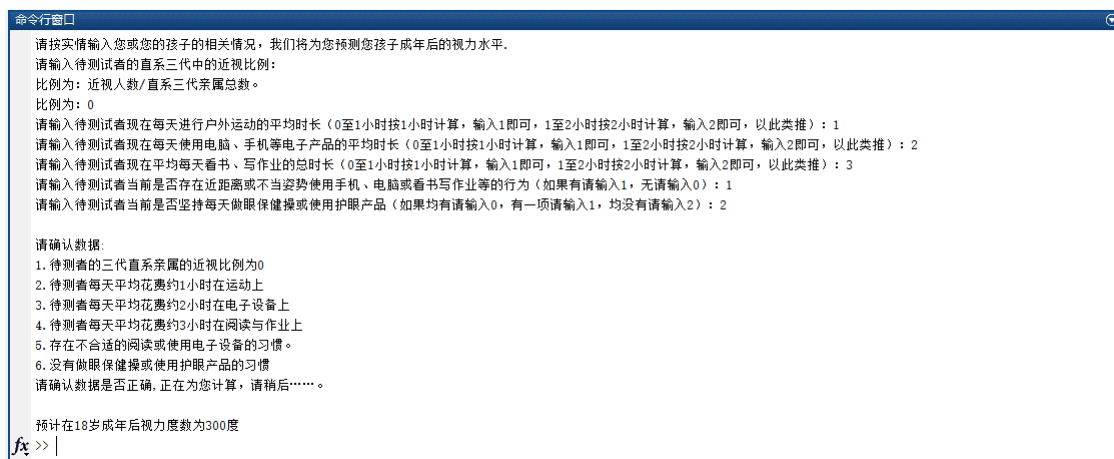 命令行窗口
请按实情输入您或您的孩子的相关情况，我们将为您预测您孩子成年后的视力水平.
请输入待测试者的直系三代中的近视比例：
比例为：近视人数/直系三代亲属总数。
比例为：0
请输入待测试者现在每天进行户外运动的平均时长（0至1小时按1小时计算，输入1即可，1至2小时按2小时计算，输入2即可，以此类推）：1
请输入待测试者现在每天使用电脑、手机等电子产品的平均时长（0至1小时按1小时计算，输入1即可，1至2小时按2小时计算，输入2即可，以此类推）：2
请输入待测试者现在平均每天看书、写作业的总时长（0至1小时按1小时计算，输入1即可，1至2小时按2小时计算，输入2即可，以此类推）：3
请输入待测试者当前是否存在近距离或不当姿势使用手机、电脑或看书写作业等的行为（如果有请输入1，无请输入0）：1
请输入待测试者当前是否坚持每天做眼保健操或使用护眼产品（如果均有请输入0，有一项请输入1，均没有请输入2）：2
请确认数据:
1.待测者的三代直系亲属的近视比例为0
2.待测者每天平均花费约1小时在运动上
3.待测者每天平均花费约2小时在电子设备上
4.待测者每天平均花费约3小时在阅读与作业上
5.存在不合适的阅读或使用电子设备的习惯。
6.没有做眼保健操或使用护眼产品的习惯
请确认数据是否正确,正在为您计算，请稍后……。
预计在18岁成年后视力度数为300度
fx >>